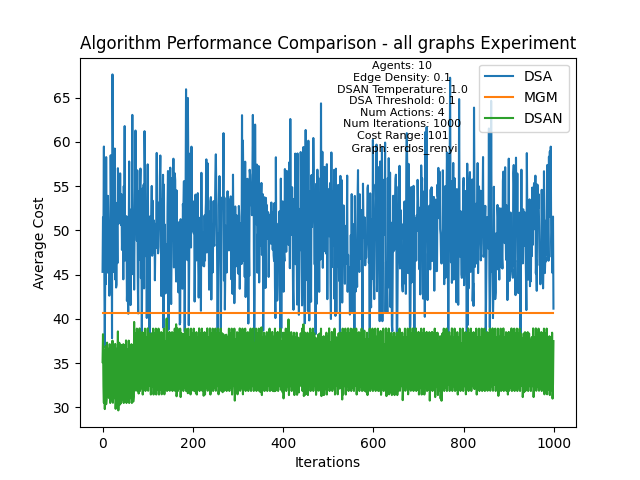 Algorithm Performance Comparison - all graphs Experiment
Agents: 10
Edge Density: 0.1
DSAN Temperature: 1.0
DSA Threshold: 0.1
Num Actions: 4
Num Iterations: 1000
Cost Range: 101
Graph: erdos_renyi
DSA
MGM
DSAN
Average Cost
65
60
55
50
45
40
35
30
0
200
400
600
800
1000
Iterations